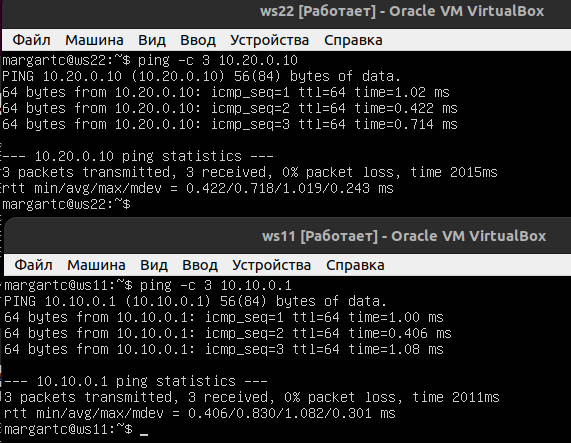 ws22 [Работает] - Oracle VM VirtualBox
Файл Машина Вид Ввод Устройства Справка
margartc@ws22:~$ ping -c 3 10.20.0.10
PING 10.20.0.10 (10.20.0.10) 56(84) bytes of data.
64 bytes from 10.20.0.10: icmp_seq=1 ttl=64 time=1.02 ms
64 bytes from 10.20.0.10: icmp_seq=2 ttl=64 time=0.422 ms
64 bytes from 10.20.0.10: icmp_seq=3 ttl=64 time=0.714 ms
--- 10.20.0.10 ping statistics ---
3 packets transmitted, 3 received, 0% packet loss, time 2015ms
rtt min/avg/max/mdev = 0.422/0.718/1.019/0.243 ms
margartc@ws22:~$
ws11 [Работает] - Oracle VM VirtualBox
Файл Машина Вид Ввод Устройства Справка
margartc@ws11:~$ ping -c 3 10.10.0.1
PING 10.10.0.1 (10.10.0.1) 56(84) bytes of data.
64 bytes from 10.10.0.1: icmp_seq=1 ttl=64 time=1.00 ms
64 bytes from 10.10.0.1: icmp_seq=2 ttl=64 time=0.406 ms
64 bytes from 10.10.0.1: icmp_seq=3 ttl=64 time=1.08 ms
--- 10.10.0.1 ping statistics ---
3 packets transmitted, 3 received, 0% packet loss, time 2011ms
rtt min/avg/max/mdev = 0.406/0.830/1.082/0.301 ms
margartc@ws11:~$ _